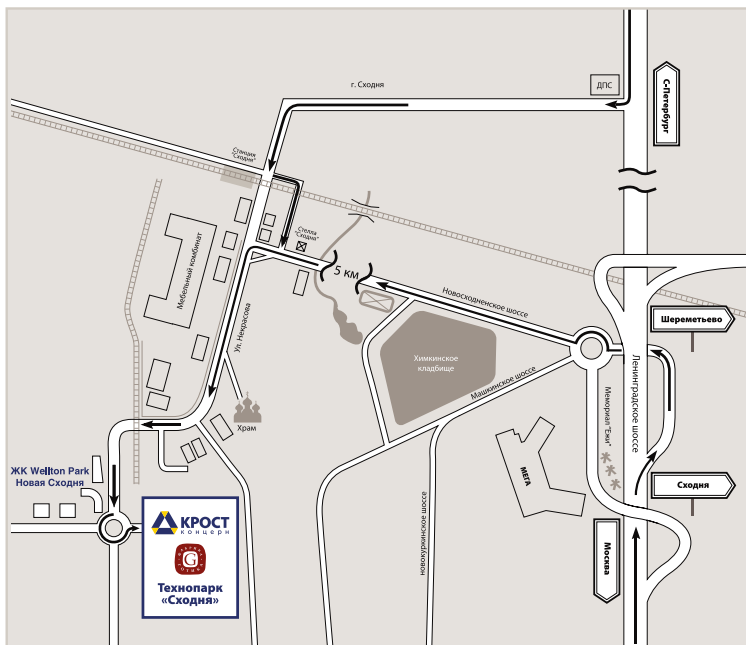 г. Сходня
ДПС
С-Петербург
Станция
"Сходня"
Стелла
"Сходня"
5 км
Мебельный комбинат
Новосходненское шоссе
Шереметьево
Ул. Некрасова
Химкинское
кладбище
Машкинское шоссе
Ленинградское шоссе
Мемориал "Ежи"
Храм
МЕГА
ЖК Wellton Park
Новая Сходня
Сходня
новокуркинское шоссе
Москва
КРОСТ
КОНЦЕРН
G
Технопарк
«Сходня»